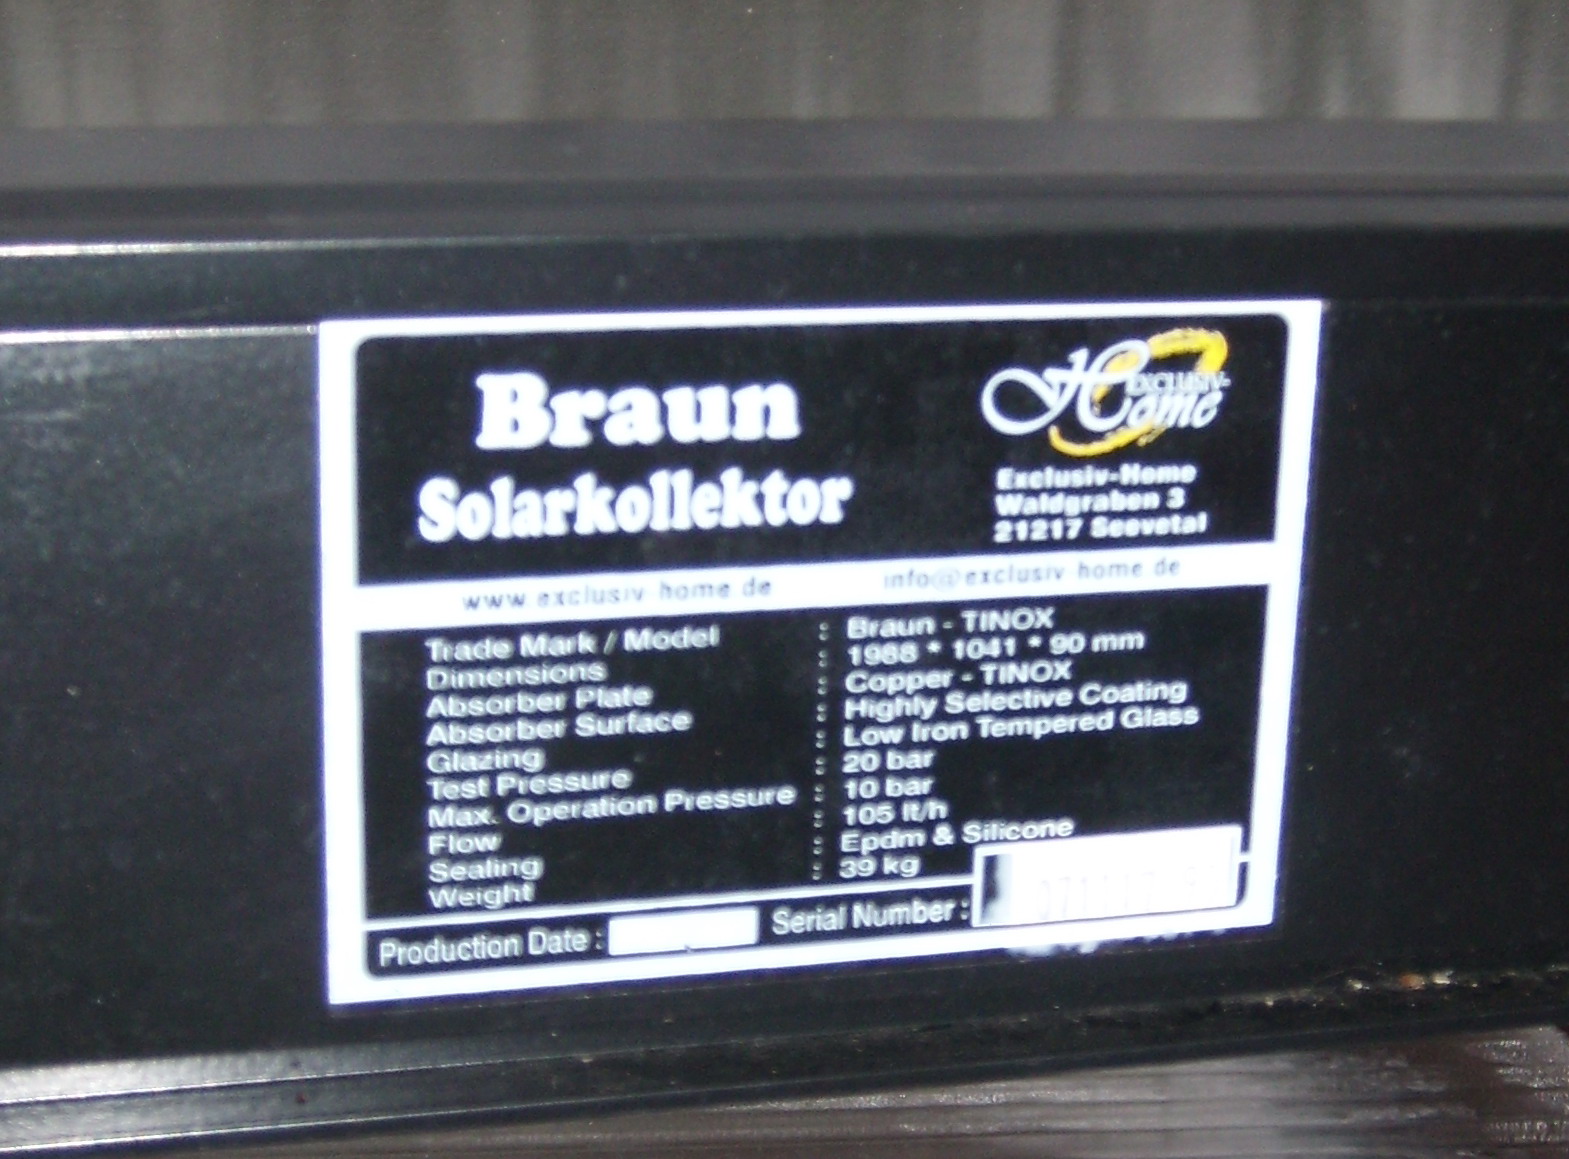 Braun
Solarkollektor
Exclusiv-Home
Exclusiv-Home
Waldgraben 3
21217 Seevetal
www.exclusiv-home.de
info@exclusiv-home.de
Trade Mark / Model : Braun - TINOX
Dimensions : 1968 * 1041 * 90 mm
Absorber Plate : Copper - TINOX
Absorber Surface : Highly Selective Coating
Glazing : Low Iron Tempered Glass
Test Pressure : 20 bar
Max. Operation Pressure : 10 bar
Flow : 105 lt/h
Sealing : Epdm & Silicone
Weight : 39 kg
Production Date :
Serial Number :